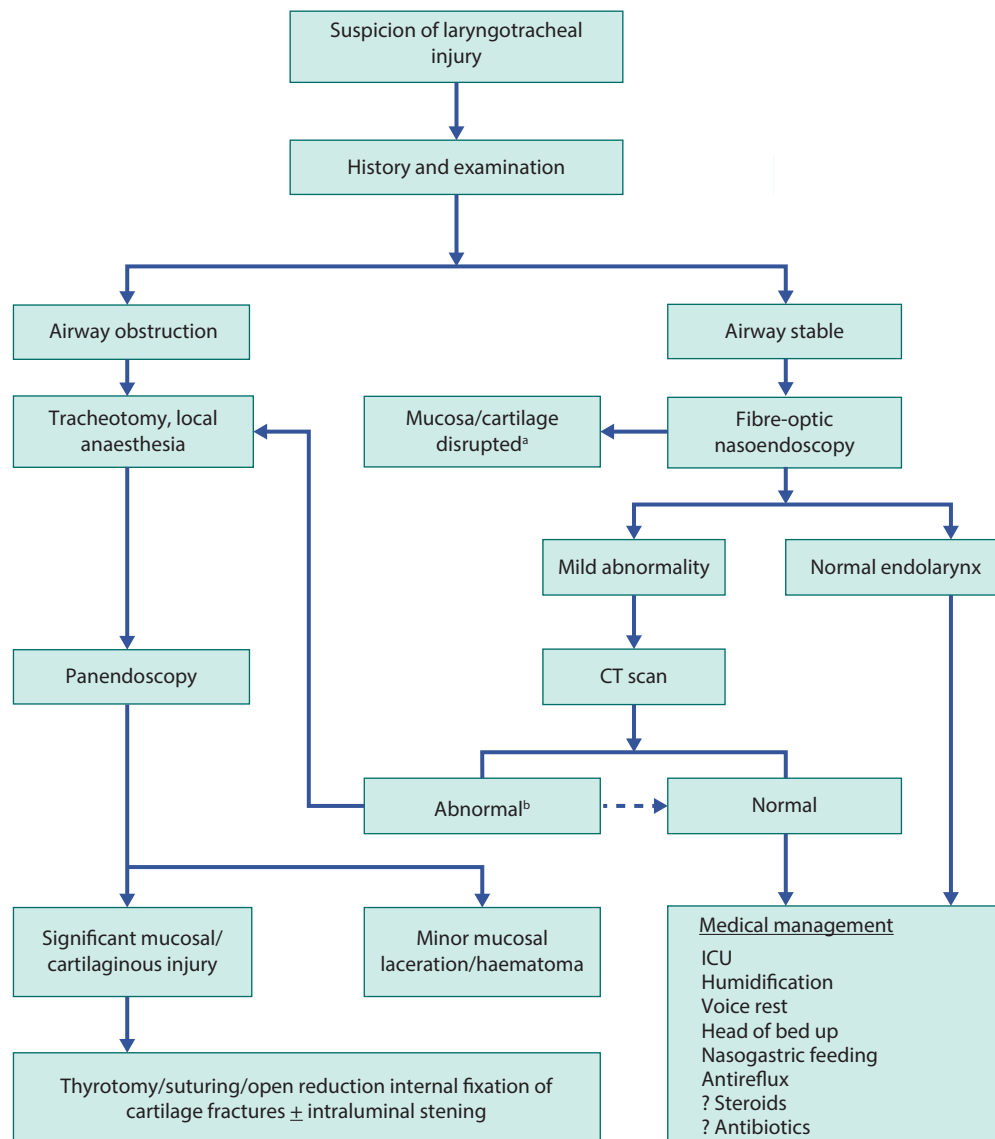 Suspicion of laryngotracheal
injury
History and examination
Airway obstruction
Airway stable
Tracheotomy, local
anaesthesia
Mucosa/cartilage
disruptedᵃ
Fibre-optic
nasoendoscopy
Mild abnormality
Normal endolarynx
Panendoscopy
CT scan
Abnormalᵇ
Normal
Significant mucosal/
cartilaginous injury
Minor mucosal
laceration/haematoma
Medical management
ICU
Humidification
Voice rest
Head of bed up
Nasogastric feeding
Antireflux
? Steroids
? Antibiotics
Thyrotomy/suturing/open reduction internal fixation of
cartilage fractures ± intraluminal stening